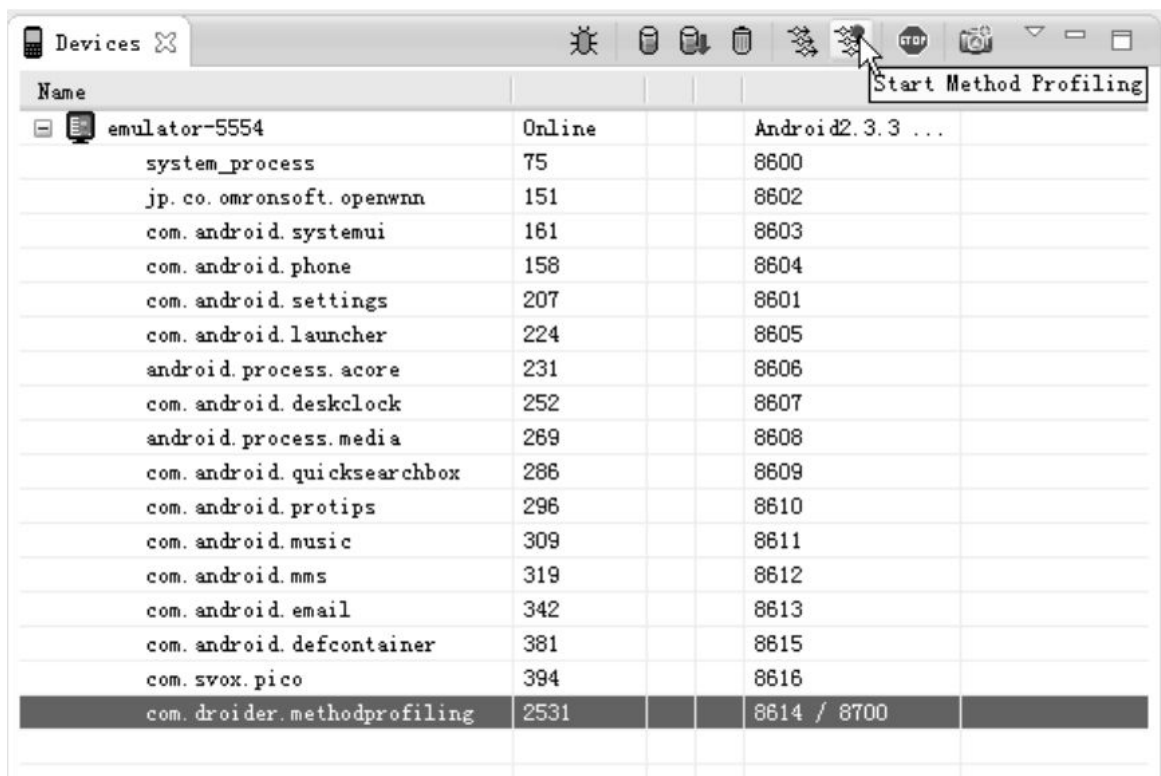 Devices
Start Method Profiling
Name
emulator-5554 Online Android2.3.3 ...
system_process 75 8600
jp.co.omronsoft.openwnn 151 8602
com.android.systemui 161 8603
com.android.phone 158 8604
com.android.settings 207 8601
com.android.launcher 224 8605
android.process.acore 231 8606
com.android.deskclock 252 8607
android.process.media 269 8608
com.android.quicksearchbox 286 8609
com.android.protips 296 8610
com.android.music 309 8611
com.android.mms 319 8612
com.android.email 342 8613
com.android.defcontainer 381 8615
com.svox.pico 394 8616
com.droider.methodprofiling 2531 8614 / 8700